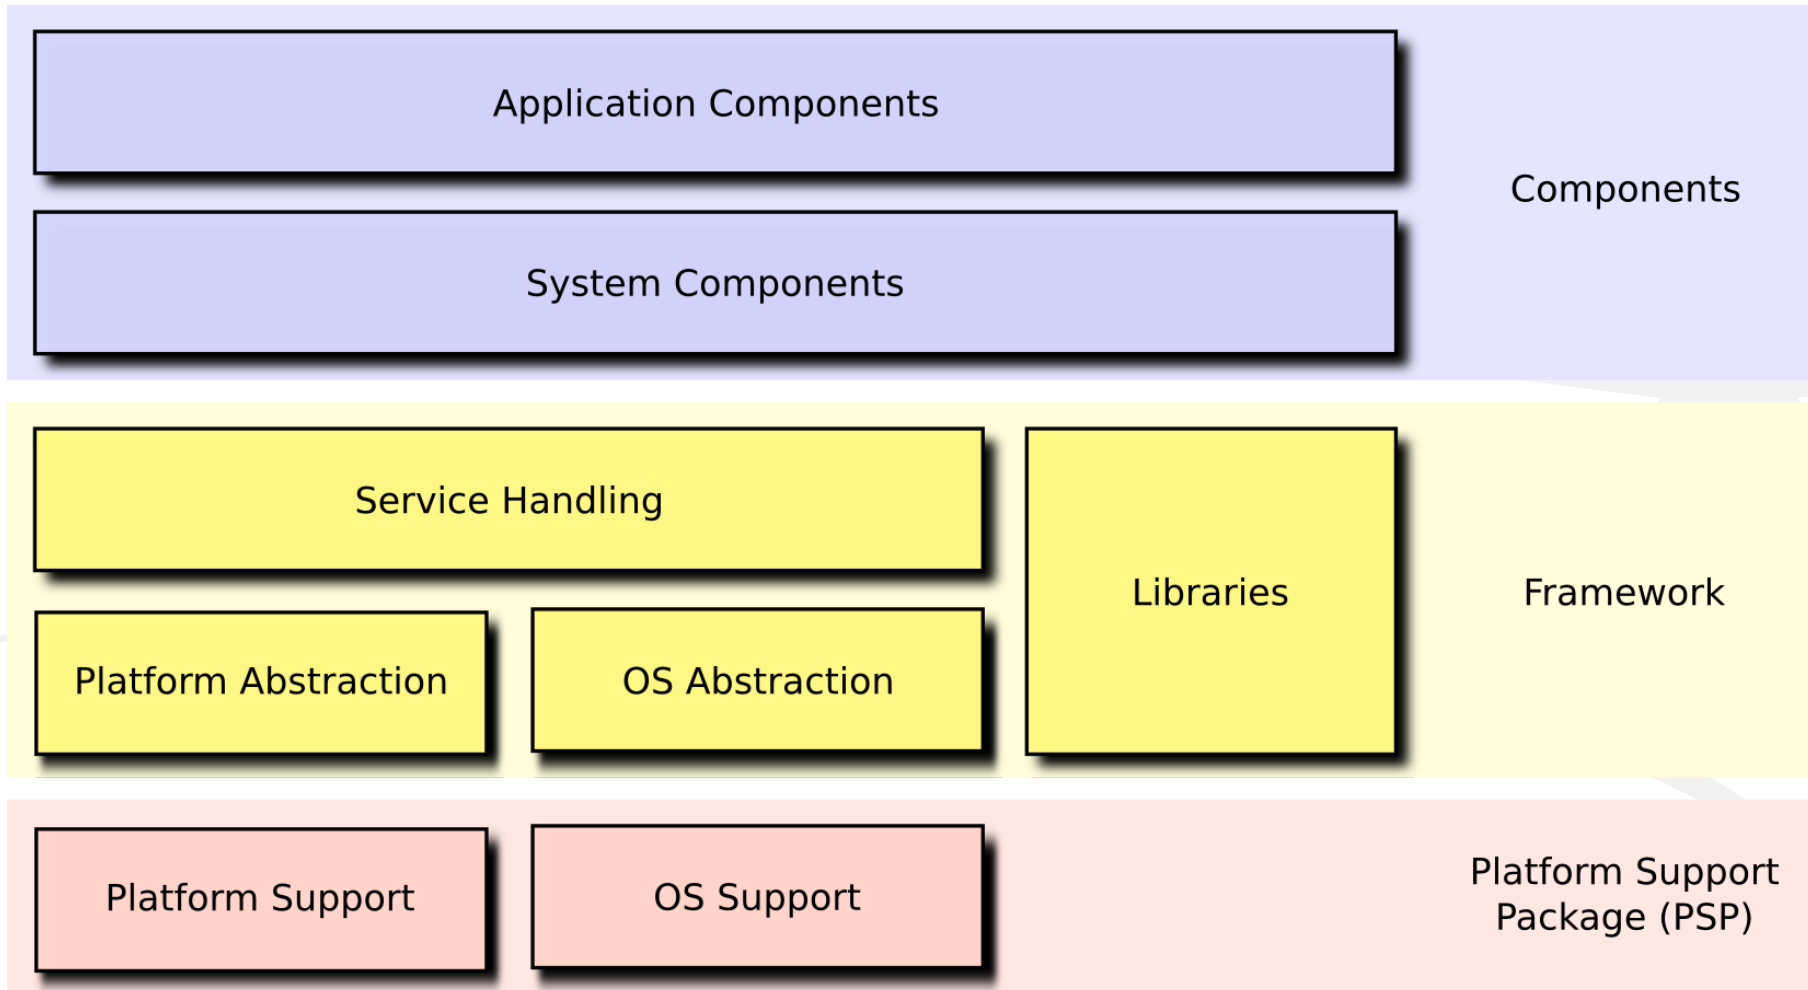 Application Components
System Components
Components
Service Handling
Libraries
Framework
Platform Abstraction
OS Abstraction
Platform Support
OS Support
Platform Support
Package (PSP)